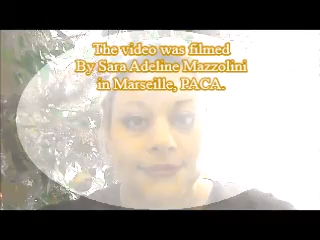 The video was filmed
By Sara Adeline Mazzolini
in Marseille, PACA.